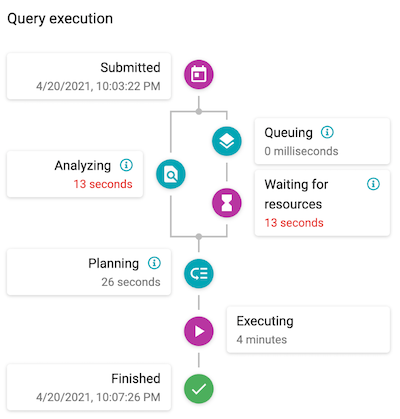 Query execution
Submitted
4/20/2021, 10:03:22 PM
Queuing
0 milliseconds
Analyzing
13 seconds
Waiting for
resources
13 seconds
Planning
26 seconds
Executing
4 minutes
Finished
4/20/2021, 10:07:26 PM